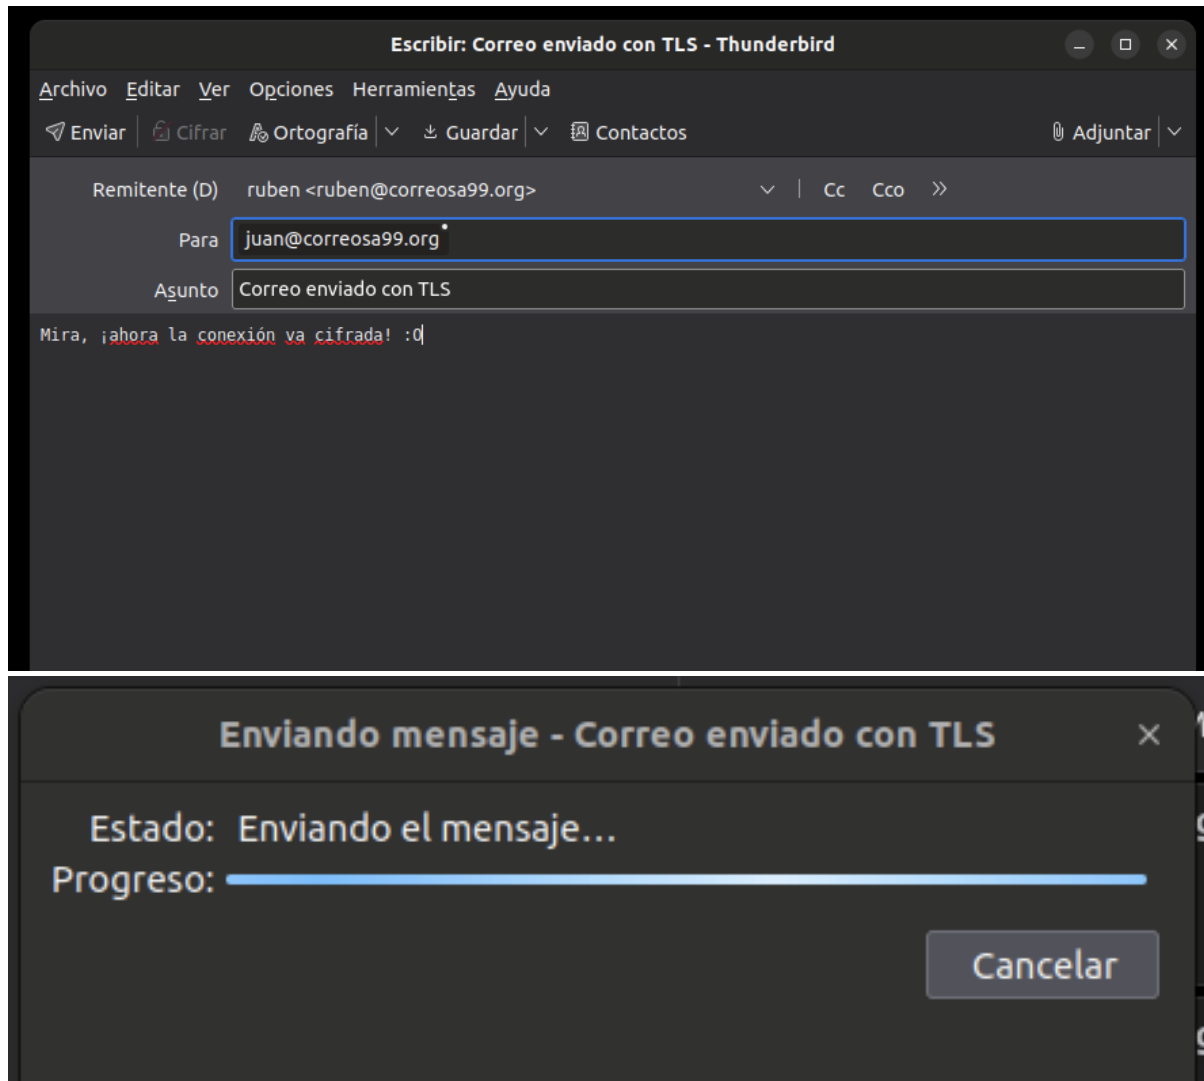 Escribir: Correo enviado con TLS - Thunderbird
Archivo Editar Ver Opciones Herramientas Ayuda
Enviar Cifrar Ortografía Guardar Contactos Adjuntar
Remitente (D) ruben <ruben@correosa99.org> Cc Cco
Para juan@correosa99.org
Asunto Correo enviado con TLS
Mira, ¡ahora la conexión va cifrada! :O
Enviando mensaje - Correo enviado con TLS
Estado: Enviando el mensaje...
Progreso:
Cancelar